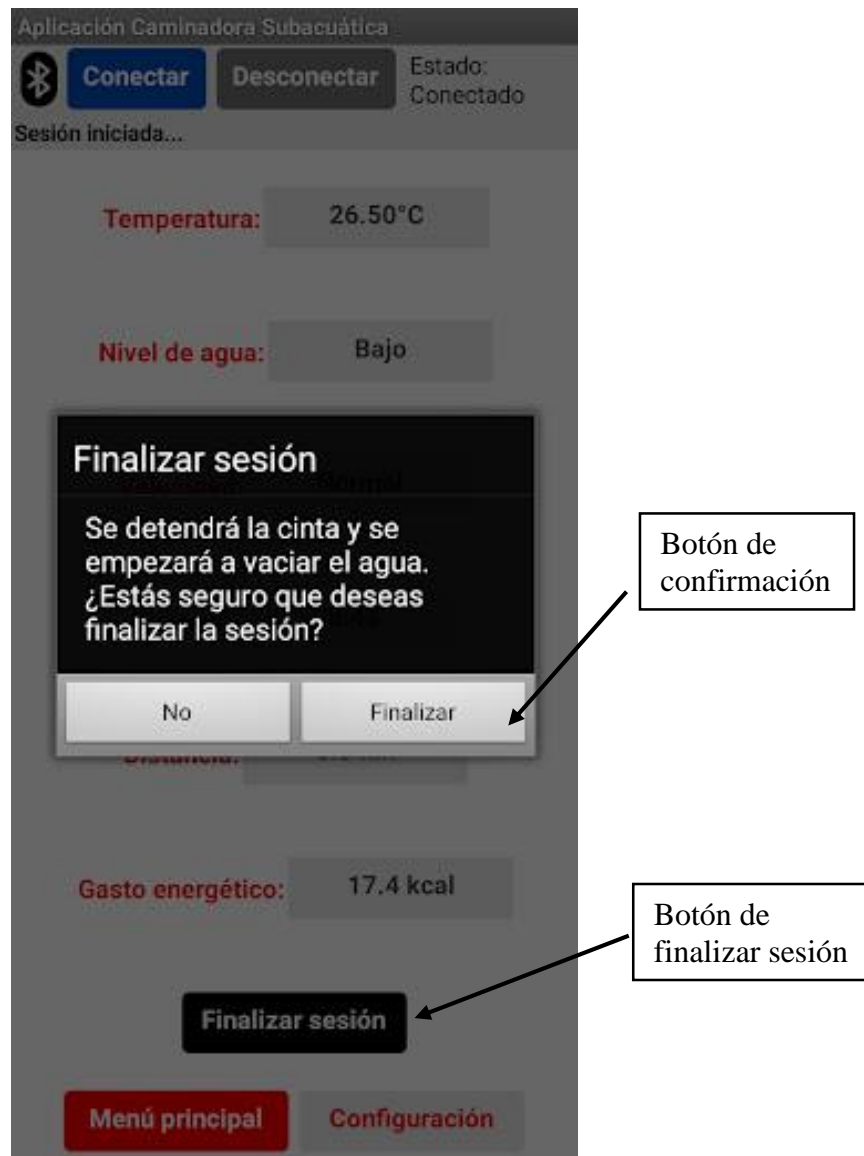 Aplicación Caminadora Subacuática
Conectar Desconectar Estado:
Conectado
Sesión iniciada...
Temperatura: 26.50°C
Nivel de agua: Bajo
Finalizar sesión
Normal
Se detendrá la cinta y se
empezará a vaciar el agua.
¿Estás seguro que deseas
finalizar la sesión?
Botón de
confirmación
No Finalizar
Distancia:
Gasto energético: 17.4 kcal
Botón de
finalizar sesión
Finalizar sesión
Menú principal Configuración